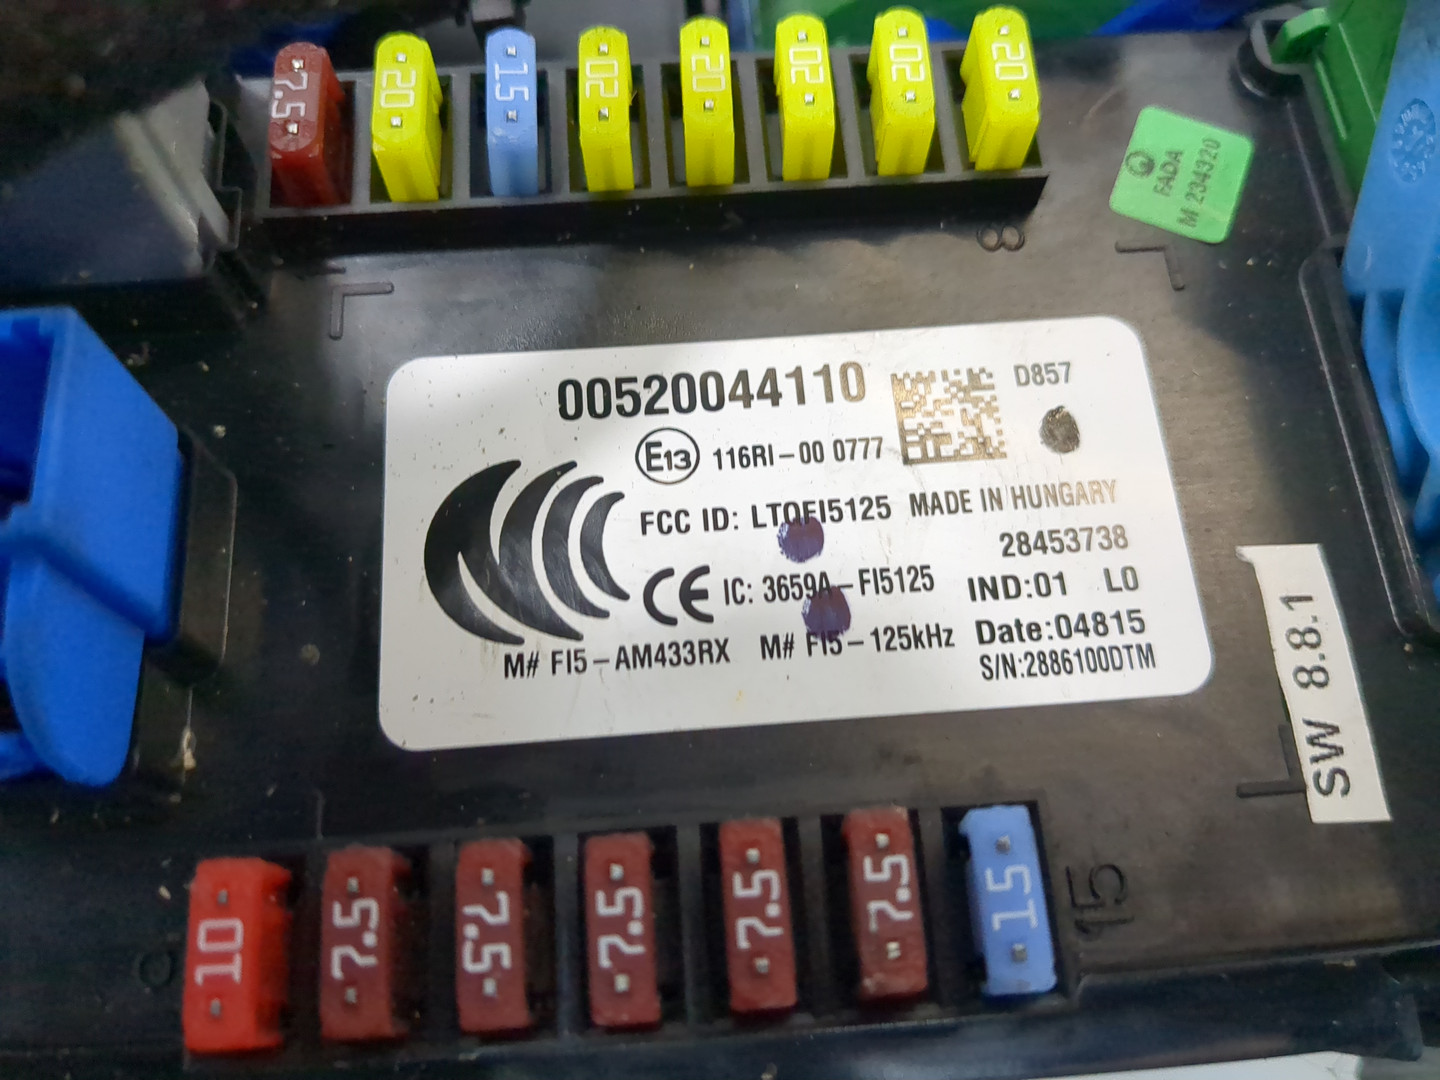 7.5
20
15
20
20
20
20
20
FADA
M 234320
8
00520044110
D857
E13
116RI-00 0777
FCC ID: LTQFI5125
MADE IN HUNGARY
28453738
CE
IC: 3659A-FI5125
IND:01 L0
Date:04815
M# FI5-AM433RX
M# FI5-125kHz
S/N:2886100DTM
SW 8.8.1
10
7.5
7.5
7.5
7.5
7.5
15
15